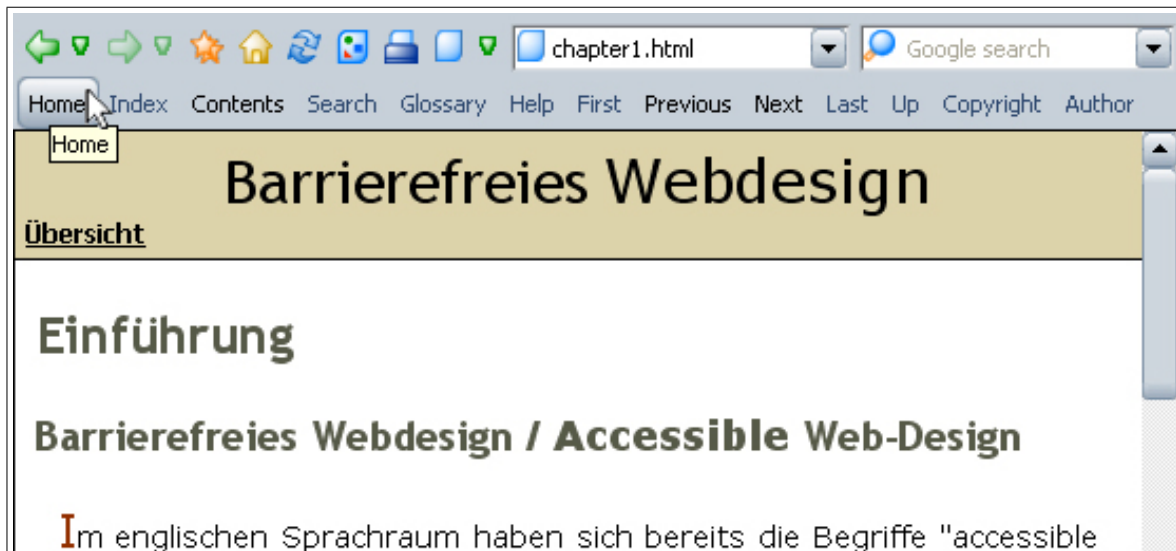 chapter1.html Google search
Home Index Contents Search Glossary Help First Previous Next Last Up Copyright Author
Home
Barrierefreies Webdesign
Übersicht
Einführung
Barrierefreies Webdesign / Accessible Web-Design
Im englischen Sprachraum haben sich bereits die Begriffe "accessible